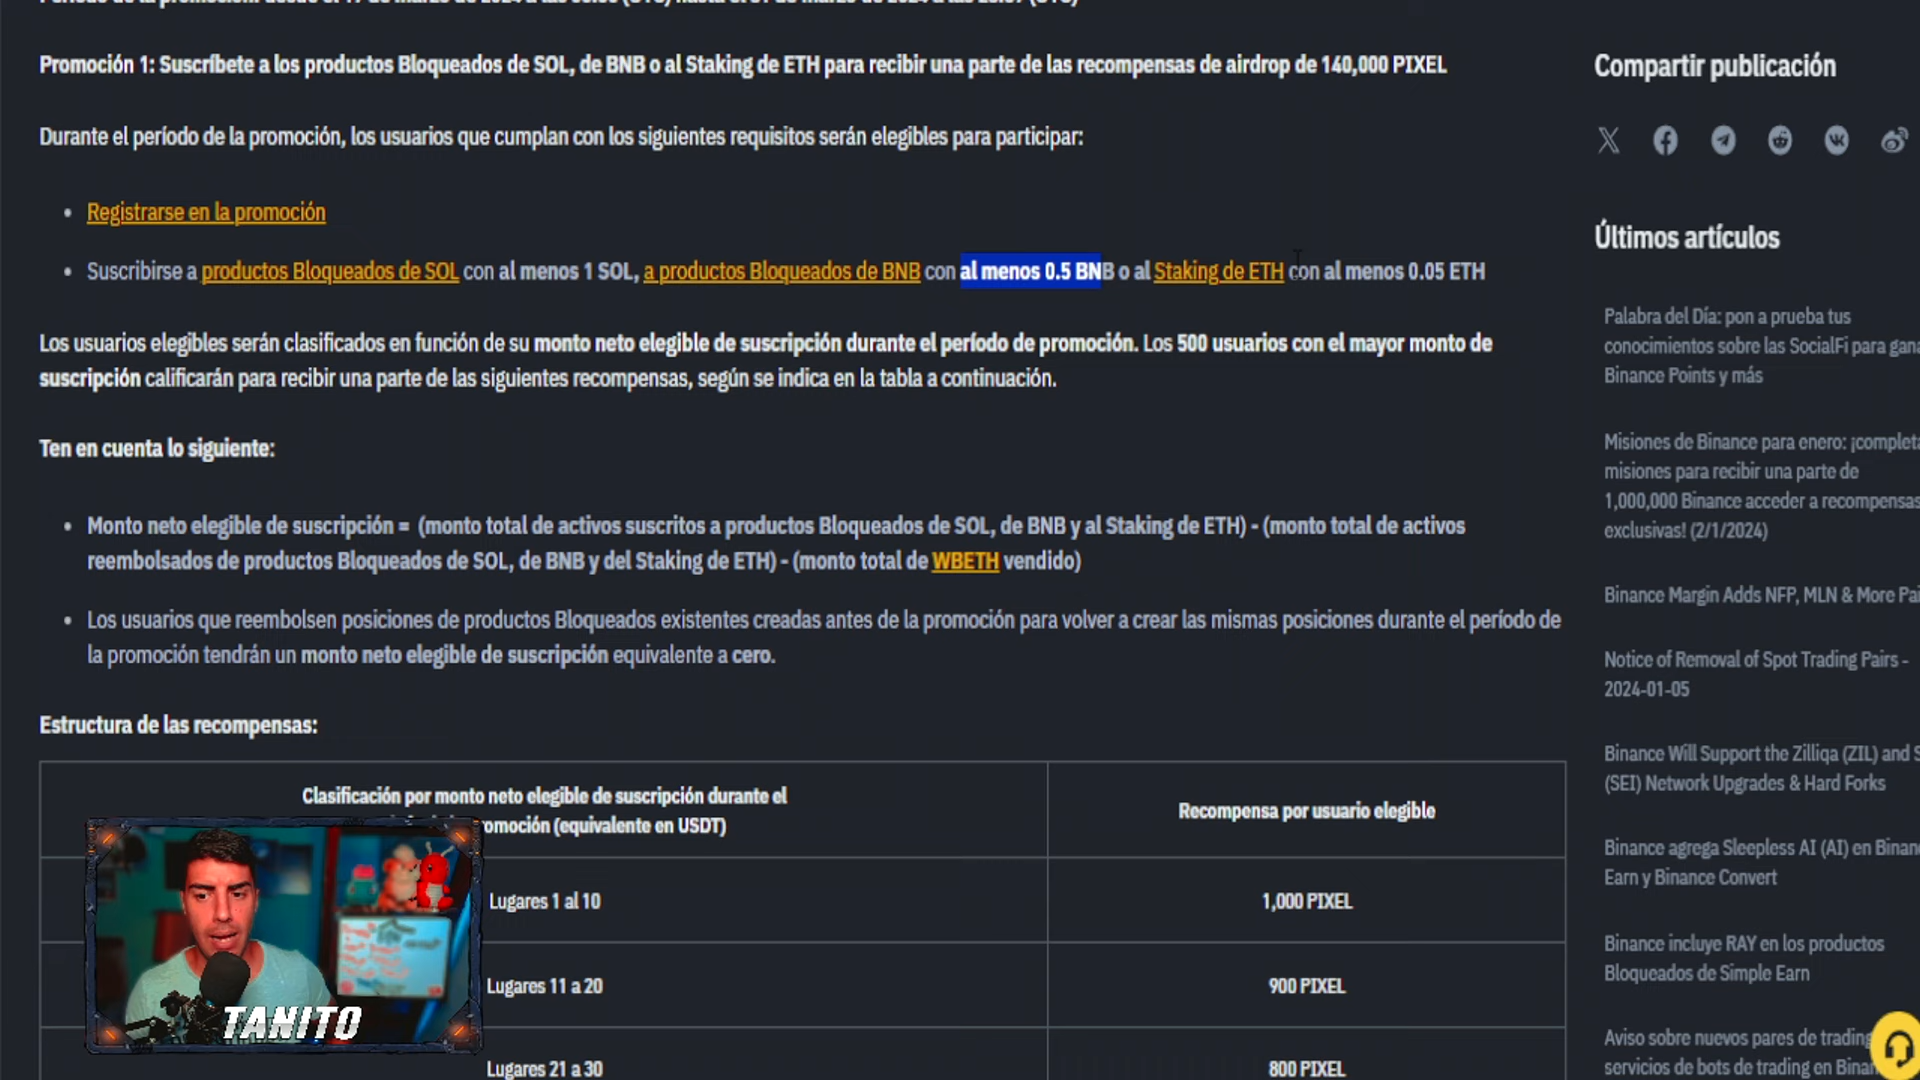 Promoción 1: Suscríbete a los productos Bloqueados de SOL, de BNB o al Staking de ETH para recibir una parte de las recompensas de airdrop de 140,000 PIXEL
Durante el período de la promoción, los usuarios que cumplan con los siguientes requisitos serán elegibles para participar:
Registrarse en la promoción
Suscribirse a productos Bloqueados de SOL con al menos 1 SOL, a productos Bloqueados de BNB con al menos 0.5 BNB o al Staking de ETH con al menos 0.05 ETH
Los usuarios elegibles serán clasificados en función de su monto neto elegible de suscripción durante el período de promoción. Los 500 usuarios con el mayor monto de
suscripción calificarán para recibir una parte de las siguientes recompensas, según se indica en la tabla a continuación.
Ten en cuenta lo siguiente:
Monto neto elegible de suscripción = (monto total de activos suscritos a productos Bloqueados de SOL, de BNB y al Staking de ETH) - (monto total de activos
reembolsados de productos Bloqueados de SOL, de BNB y del Staking de ETH) - (monto total de WBETH vendido)
Los usuarios que reembolsen posiciones de productos Bloqueados existentes creadas antes de la promoción para volver a crear las mismas posiciones durante el período de
la promoción tendrán un monto neto elegible de suscripción equivalente a cero.
Estructura de las recompensas:
Clasificación por monto neto elegible de suscripción durante el
omoción (equivalente en USDT)
Recompensa por usuario elegible
Lugares 1 al 10
1,000 PIXEL
Lugares 11 a 20
900 PIXEL
Lugares 21 a 30
800 PIXEL
TANITO
Compartir publicación
Últimos artículos
Palabra del Día: pon a prueba tus
conocimientos sobre las SocialFi para gana
Binance Points y más
Misiones de Binance para enero: ¡completa
misiones para recibir una parte de
1,000,000 Binance acceder a recompensas
exclusivas! (2/1/2024)
Binance Margin Adds NFP, MLN & More Pai
Notice of Removal of Spot Trading Pairs -
2024-01-05
Binance Will Support the Zilliqa (ZIL) and S
(SEI) Network Upgrades & Hard Forks
Binance agrega Sleepless AI (AI) en Binan
Earn y Binance Convert
Binance incluye RAY en los productos
Bloqueados de Simple Earn
Aviso sobre nuevos pares de trading
servicios de bots de trading en Binan